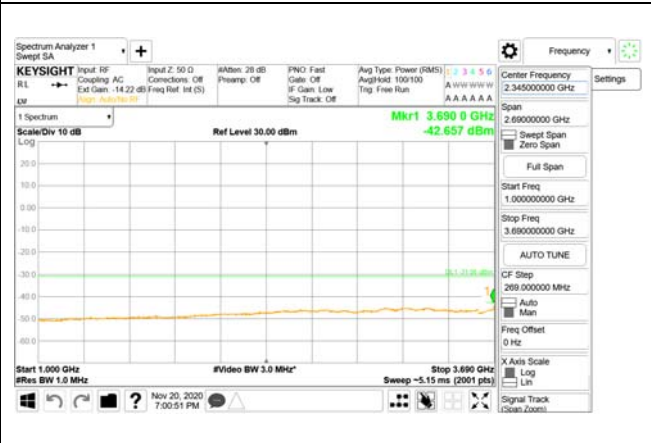 Spectrum Analyzer 1
Swept SA
Frequency
KEYSIGHT
R L
Input: RF
Coupling: AC
Ext Gain: -14.22 dB
Align: Auto/No RF
Input Z: 50 Ω
Corrections: Off
Freq Ref: Int (S)
#Atten: 28 dB
Preamp: Off
PNO: Fast
Gate: Off
IF Gain: Low
Sig Track: Off
Avg Type: Power (RMS)
Avg|Hold: 100/100
Trig: Free Run
1 2 3 4 5 6
A W W W W W
A A A A A A
1 Spectrum
Scale/Div 10 dB
Log
Ref Level 30.00 dBm
Mkr1 3.690 0 GHz
-42.657 dBm
20.0
10.0
0.00
-10.0
-20.0
-30.0
-40.0
-50.0
-60.0
1
Start 1.000 GHz
#Res BW 1.0 MHz
#Video BW 3.0 MHz*
Stop 3.690 GHz
Sweep ~5.15 ms (2001 pts)
Nov 20, 2020
7:00:51 PM
Center Frequency
2.345000000 GHz
Settings
Span
2.69000000 GHz
Swept Span
Zero Span
Full Span
Start Freq
1.000000000 GHz
Stop Freq
3.690000000 GHz
AUTO TUNE
CF Step
269.000000 MHz
Auto
Man
Freq Offset
0 Hz
X Axis Scale
Log
Lin
Signal Track
(Span Zoom)